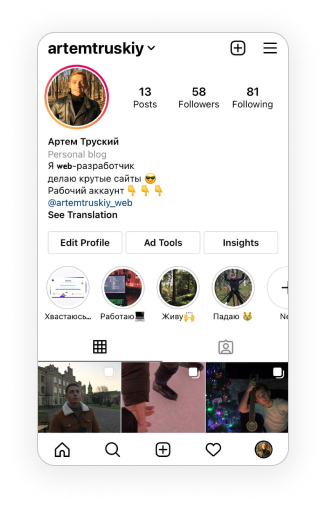 artemtruskiy
13 58 81
Posts Followers Following
Артем Труский
Personal blog
Я web-разработчик
делаю крутые сайты 😎
Рабочий аккаунт 👇 👇 👇
@artemtruskiy_web
See Translation
Edit Profile Ad Tools Insights
Хвастаюсь... Работаю💻 Живу🙌 Падаю 😿